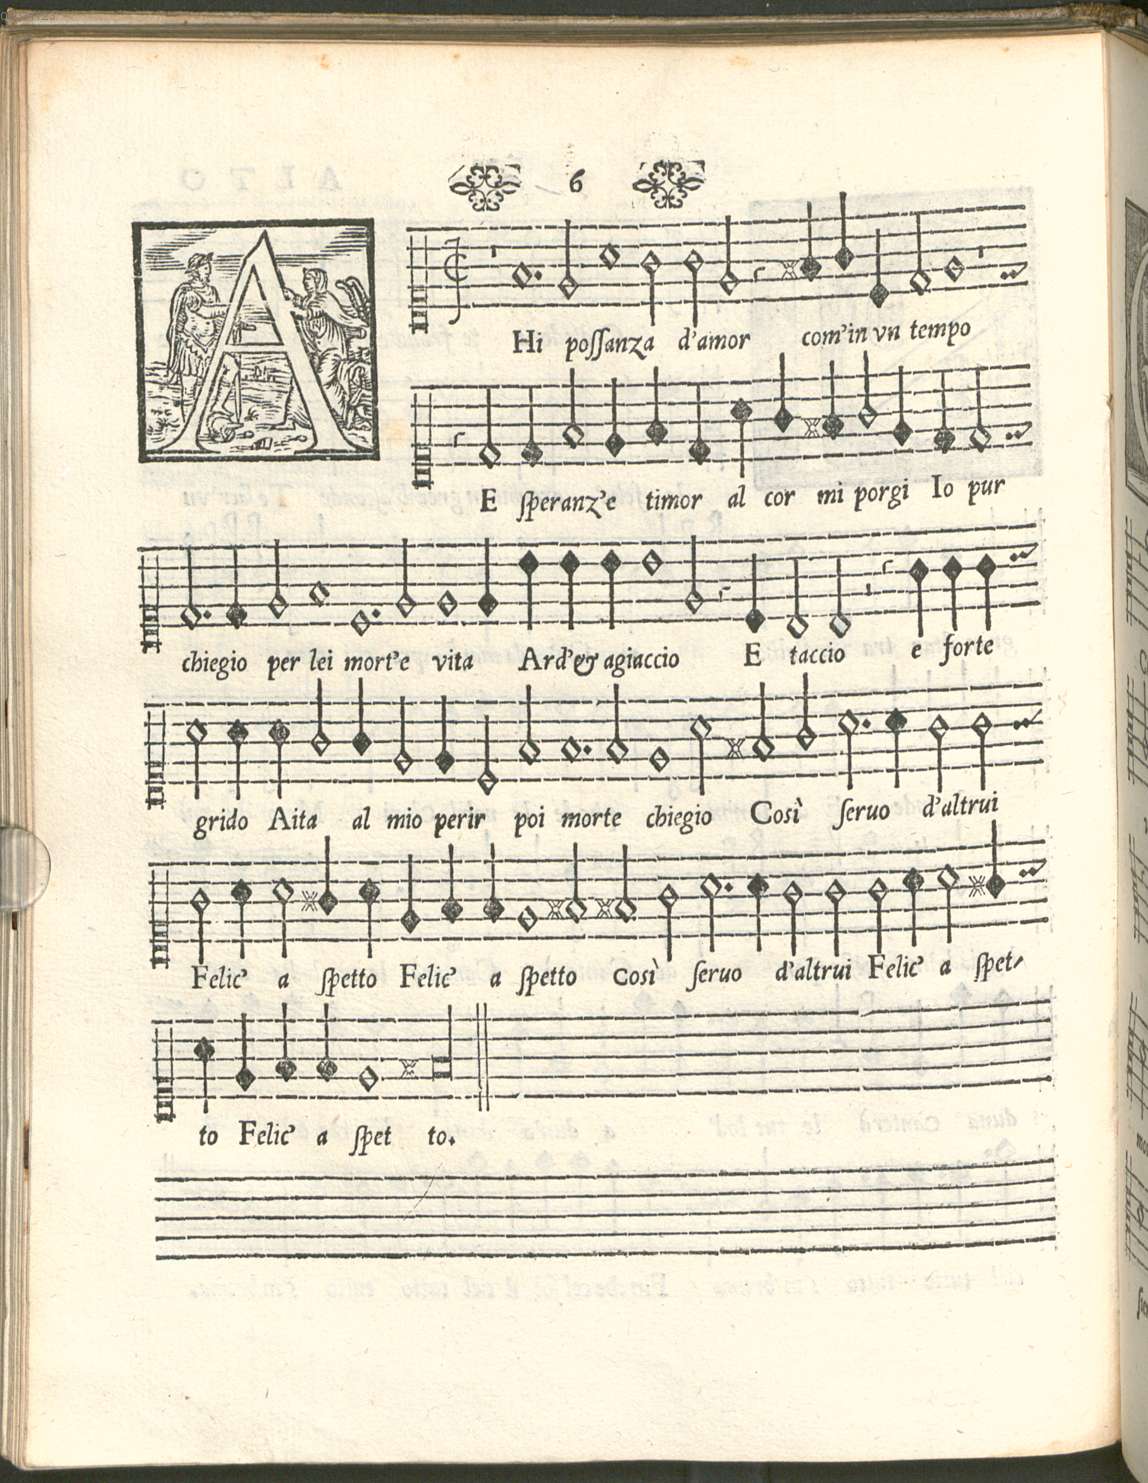 6
AHi poſſanza d'amor com'in vn tempo
E ſperanz'e timor al cor mi porgi Io pur
chiegio per lei mort'e vita Ard'& agiaccio E taccio e forte
grido Aita al mio perir poi morte chiegio Così ſeruo d'altrui
Felic' a ſpetto Felic' a ſpetto Così ſeruo d'altrui Felic' a ſpet-
to Felic' a ſpet to.